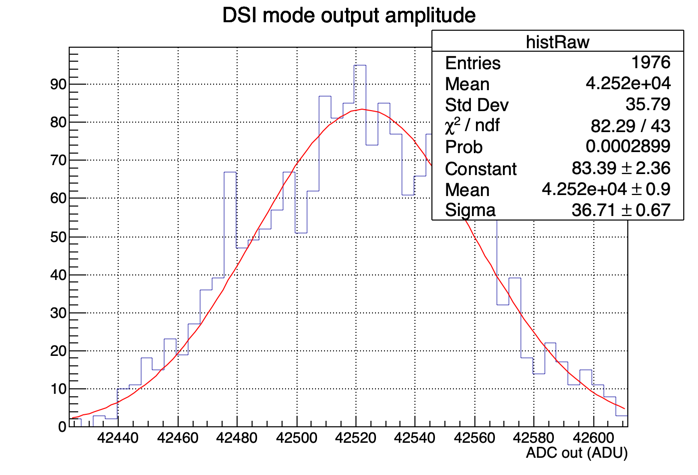 DSI mode output amplitude
histRaw
Entries 1976
Mean 4.252e+04
Std Dev 35.79
χ² / ndf 82.29 / 43
Prob 0.0002899
Constant 83.39 ± 2.36
Mean 4.252e+04 ± 0.9
Sigma 36.71 ± 0.67
90
80
70
60
50
40
30
20
10
0
42440 42460 42480 42500 42520 42540 42560 42580 42600
ADC out (ADU)